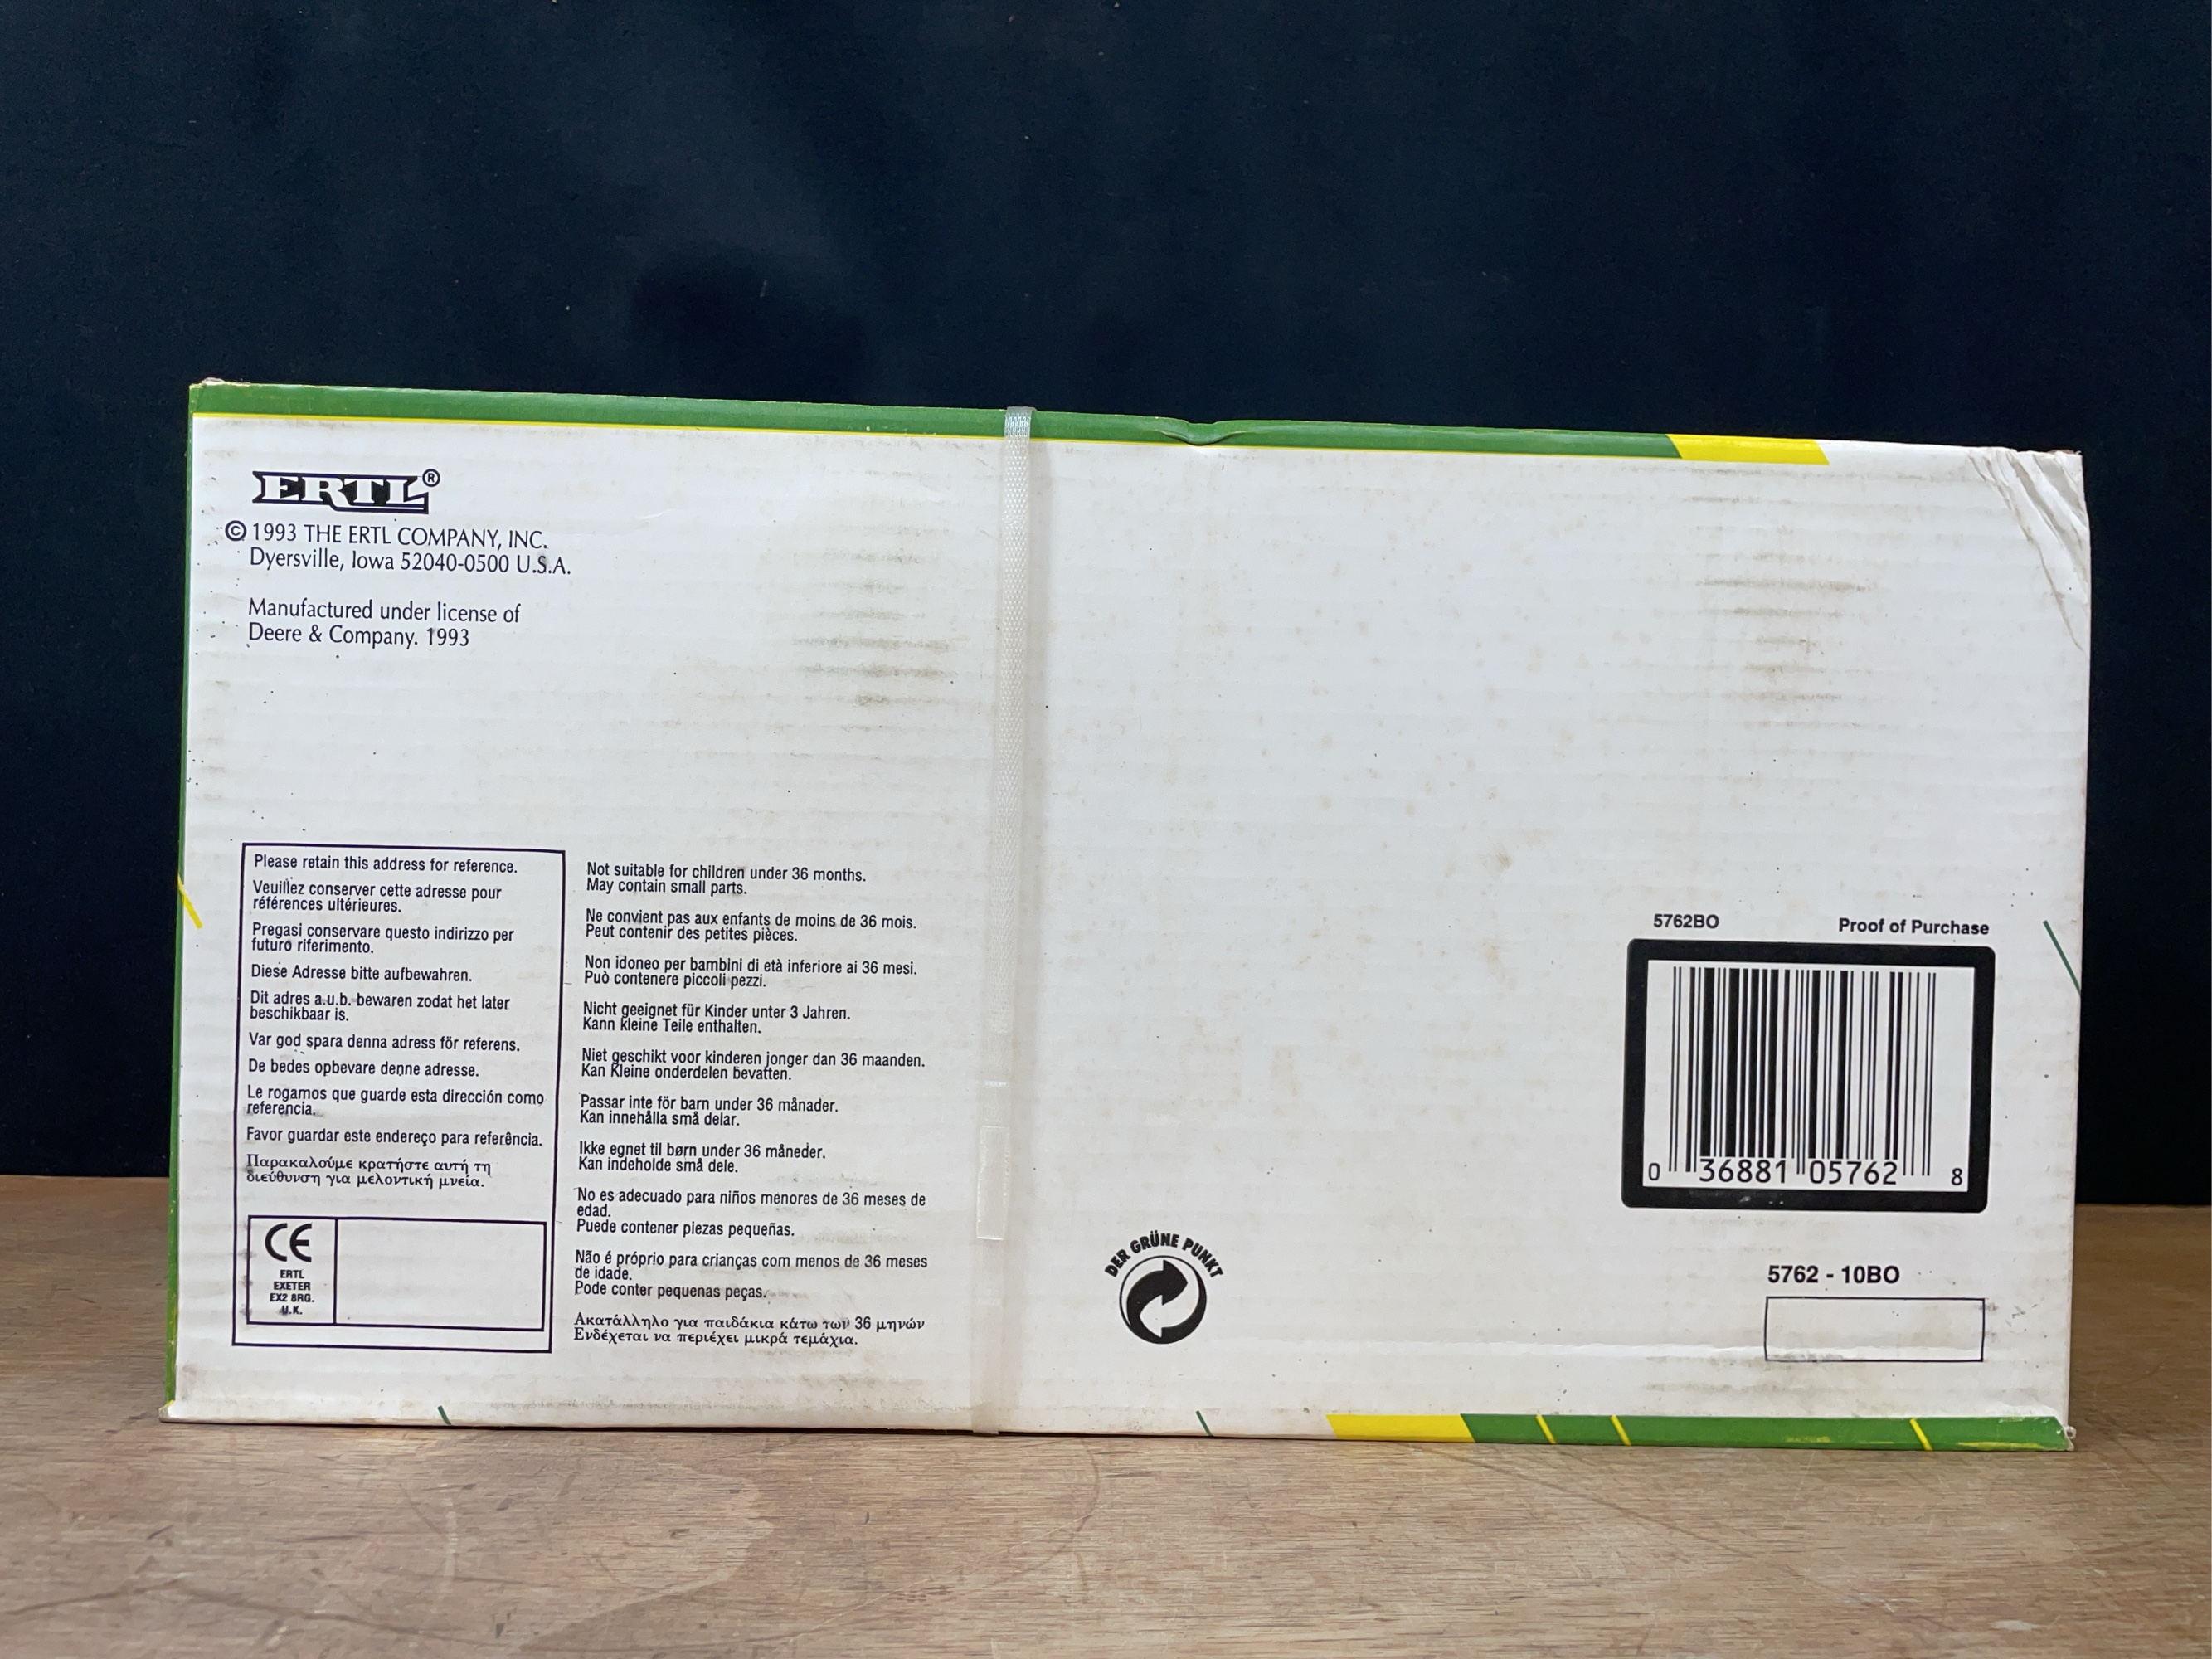 ERTL®
© 1993 THE ERTL COMPANY, INC.
Dyersville, Iowa 52040-0500 U.S.A.
Manufactured under license of
Deere & Company. 1993
Please retain this address for reference.
Veuillez conserver cette adresse pour
références ultérieures.
Pregasi conservare questo indirizzo per
futuro riferimento.
Diese Adresse bitte aufbewahren.
Dit adres a.u.b. bewaren zodat het later
beschikbaar is.
Var god spara denna adress för referens.
De bedes opbevare denne adresse.
Le rogamos que guarde esta dirección como
referencia.
Favor guardar este endereço para referência.
Παρακαλούμε κρατήστε αυτή τη
διεύθυνση για μελοντική μνεία.
CE
ERTL
EXETER
EX2 8RG.
U.K.
Not suitable for children under 36 months.
May contain small parts.
Ne convient pas aux enfants de moins de 36 mois.
Peut contenir des petites pièces.
Non idoneo per bambini di età inferiore ai 36 mesi.
Può contenere piccoli pezzi.
Nicht geeignet für Kinder unter 3 Jahren.
Kann kleine Teile enthalten.
Niet geschikt voor kinderen jonger dan 36 maanden.
Kan Kleine onderdelen bevatten.
Passar inte för barn under 36 månader.
Kan innehålla små delar.
Ikke egnet til børn under 36 måneder.
Kan indeholde små dele.
No es adecuado para niños menores de 36 meses de
edad.
Puede contener piezas pequeñas.
Não é próprio para crianças com menos de 36 meses
de idade.
Pode conter pequenas peças.
Ακατάλληλο για παιδάκια κάτω των 36 μηνών
Ενδέχεται να περιέχει μικρά τεμάχια.
DER GRÜNE PUNKT
5762BO Proof of Purchase
0 36881 05762 8
5762 - 10BO